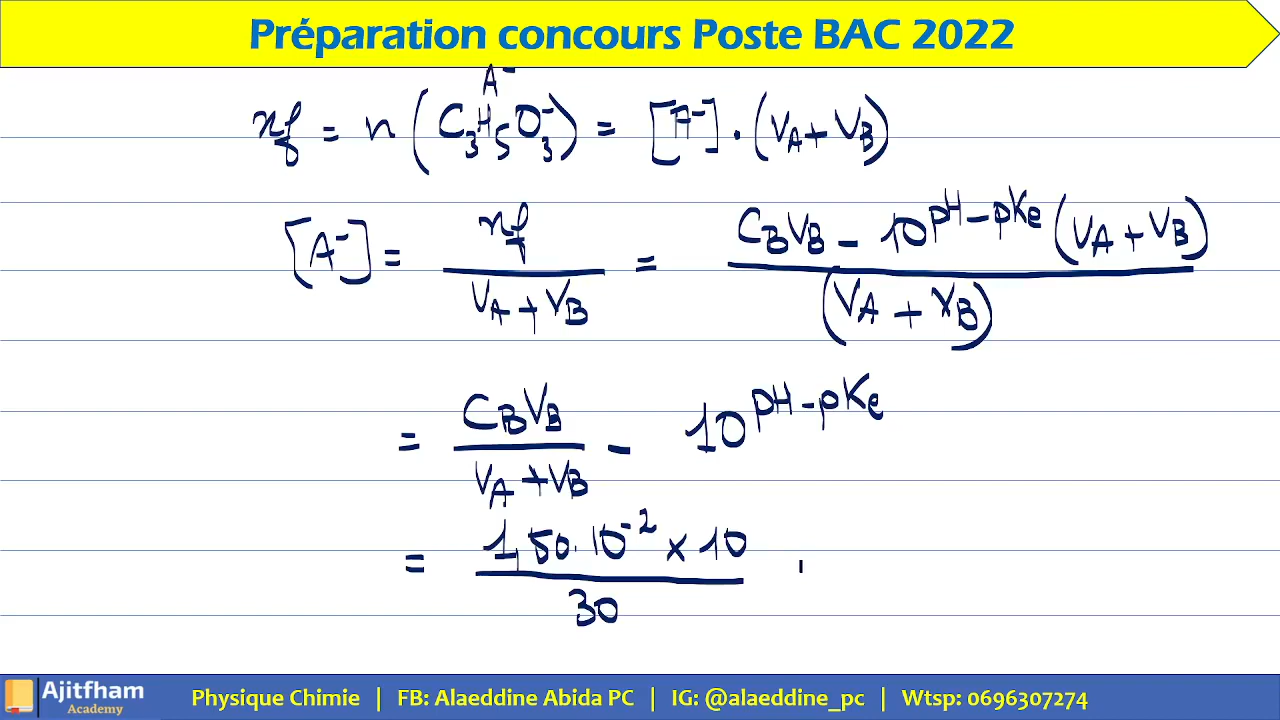 Préparation concours Poste BAC 2022
A⁻
xf = n (C₃H₅O₃⁻) = [A⁻] · (VA + VB)
[A⁻] = xf / (VA + VB) = (CBVB − 10^(pH − pKe) (VA + VB)) / (VA + VB)
= CBVB / (VA + VB) − 10^(pH − pKe)
= 1,50 · 10⁻² × 10 / 30
Ajitfham
Academy
Physique Chimie | FB: Alaeddine Abida PC | IG: @alaeddine_pc | Wtsp: 0696307274